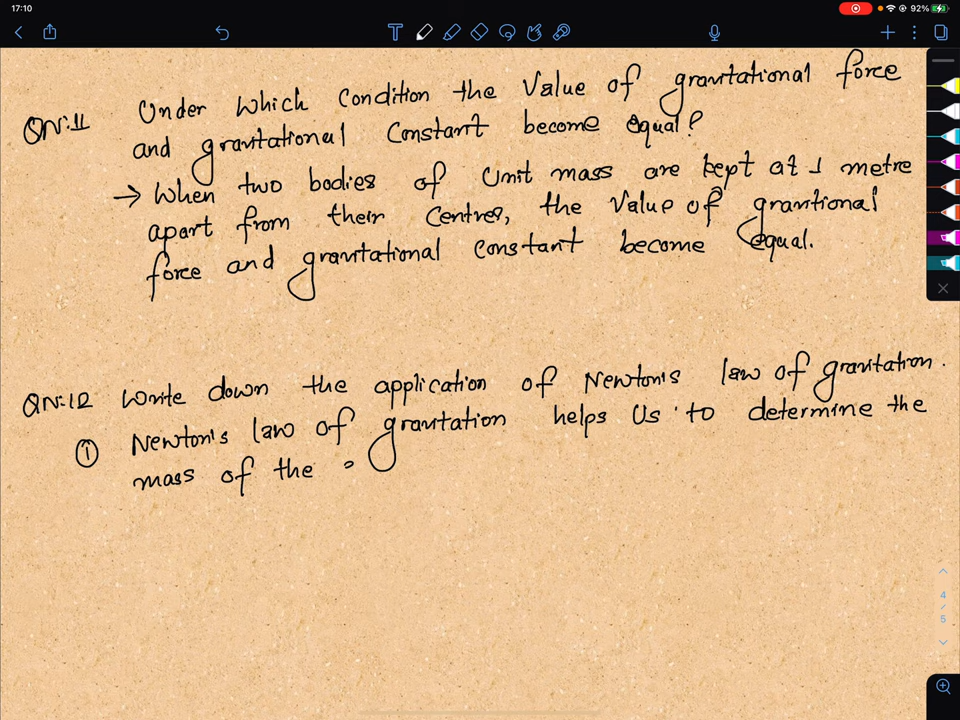 17:10
92%
QN:11 Under which condition the value of gravitational force
and gravitational constant become equal?
→ When two bodies of unit mass are kept at 1 metre
apart from their centres, the value of gravitional
force and gravitational constant become equal.
QN:12 Write down the application of Newton's law of gravitation.
① Newton's law of gravitation helps us to determine the
mass of the
4
/
5